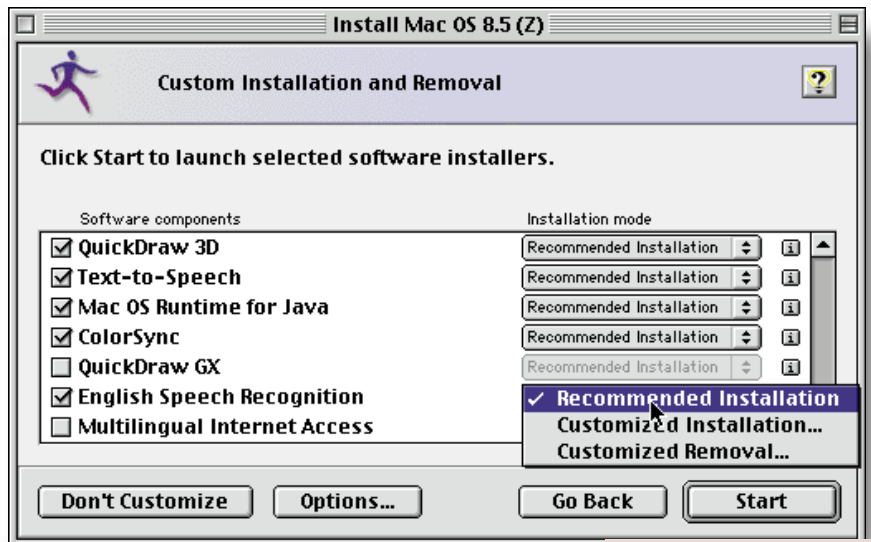 Install Mac OS 8.5 (Z)
Custom Installation and Removal
?
Click Start to launch selected software installers.
Software components Installation mode
QuickDraw 3D Recommended Installation
Text-to-Speech Recommended Installation
Mac OS Runtime for Java Recommended Installation
ColorSync Recommended Installation
QuickDraw GX Recommended Installation
English Speech Recognition Recommended Installation
Multilingual Internet Access Customized Installation...
Customized Removal...
Don't Customize Options... Go Back Start